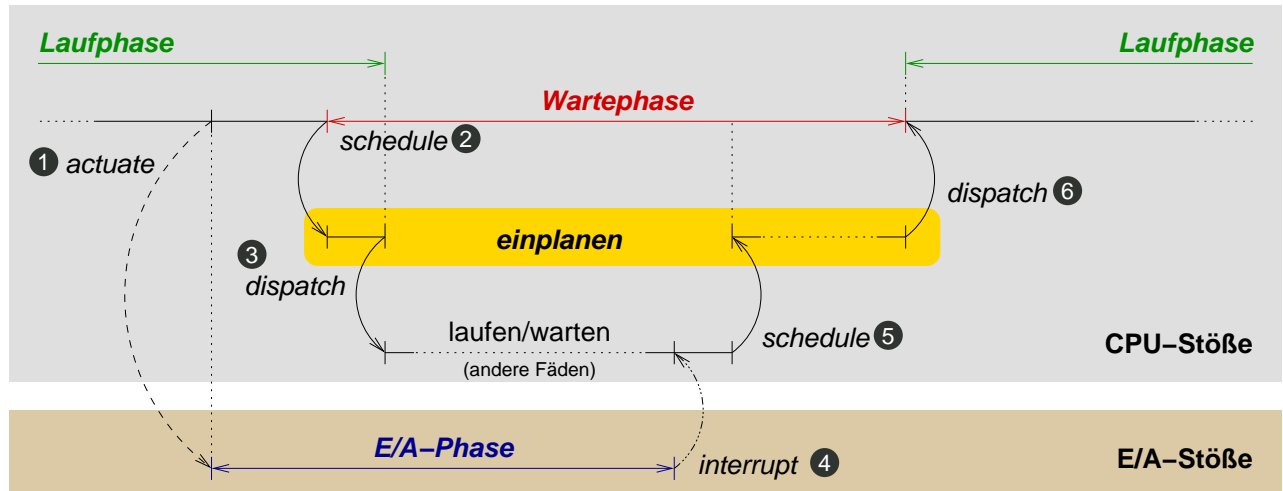 Laufphase
Laufphase
Wartephase
schedule 2
1 actuate
dispatch 6
einplanen
3
dispatch
laufen/warten
(andere Fäden)
schedule 5
CPU–Stöße
E/A–Phase
interrupt 4
E/A–Stöße